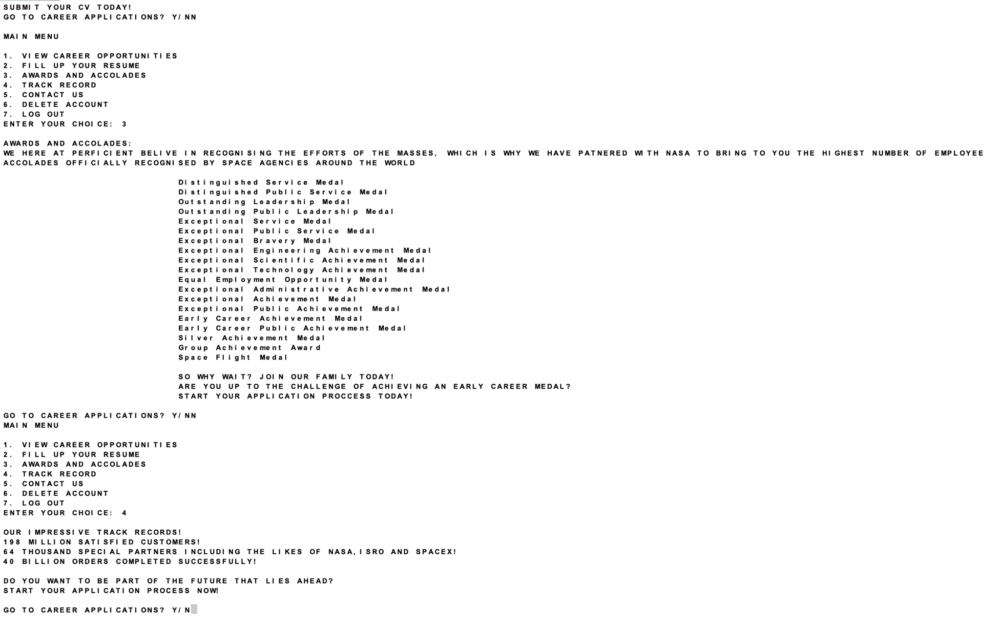 SUBMIT YOUR CV TODAY!
GO TO CAREER APPLICATIONS? Y/NN
MAIN MENU
1. VIEW CAREER OPPORTUNITIES
2. FILL UP YOUR RESUME
3. AWARDS AND ACCOLADES
4. TRACK RECORD
5. CONTACT US
6. DELETE ACCOUNT
7. LOG OUT
ENTER YOUR CHOICE: 3
AWARDS AND ACCOLADES:
WE HERE AT PERFICIENT BELIVE IN RECOGNISING THE EFFORTS OF THE MASSES, WHICH IS WHY WE HAVE PATNERED WITH NASA TO BRING TO YOU THE HIGHEST NUMBER OF EMPLOYEE
ACCOLADES OFFICIALLY RECOGNISED BY SPACE AGENCIES AROUND THE WORLD
Distinguished Service Medal
Distinguished Public Service Medal
Outstanding Leadership Medal
Outstanding Public Leadership Medal
Exceptional Service Medal
Exceptional Public Service Medal
Exceptional Bravery Medal
Exceptional Engineering Achievement Medal
Exceptional Scientific Achievement Medal
Exceptional Technology Achievement Medal
Equal Employment Opportunity Medal
Exceptional Administrative Achievement Medal
Exceptional Achievement Medal
Exceptional Public Achievement Medal
Early Career Achievement Medal
Early Career Public Achievement Medal
Silver Achievement Medal
Group Achievement Award
Space Flight Medal
SO WHY WAIT? JOIN OUR FAMILY TODAY!
ARE YOU UP TO THE CHALLENGE OF ACHIEVING AN EARLY CAREER MEDAL?
START YOUR APPLICATION PROCCESS TODAY!
GO TO CAREER APPLICATIONS? Y/NN
MAIN MENU
1. VIEW CAREER OPPORTUNITIES
2. FILL UP YOUR RESUME
3. AWARDS AND ACCOLADES
4. TRACK RECORD
5. CONTACT US
6. DELETE ACCOUNT
7. LOG OUT
ENTER YOUR CHOICE: 4
OUR IMPRESSIVE TRACK RECORDS!
198 MILLION SATISFIED CUSTOMERS!
64 THOUSAND SPECIAL PARTNERS INCLUDING THE LIKES OF NASA,ISRO AND SPACEX!
40 BILLION ORDERS COMPLETED SUCCESSFULLY!
DO YOU WANT TO BE PART OF THE FUTURE THAT LIES AHEAD?
START YOUR APPLICATION PROCESS NOW!
GO TO CAREER APPLICATIONS? Y/N